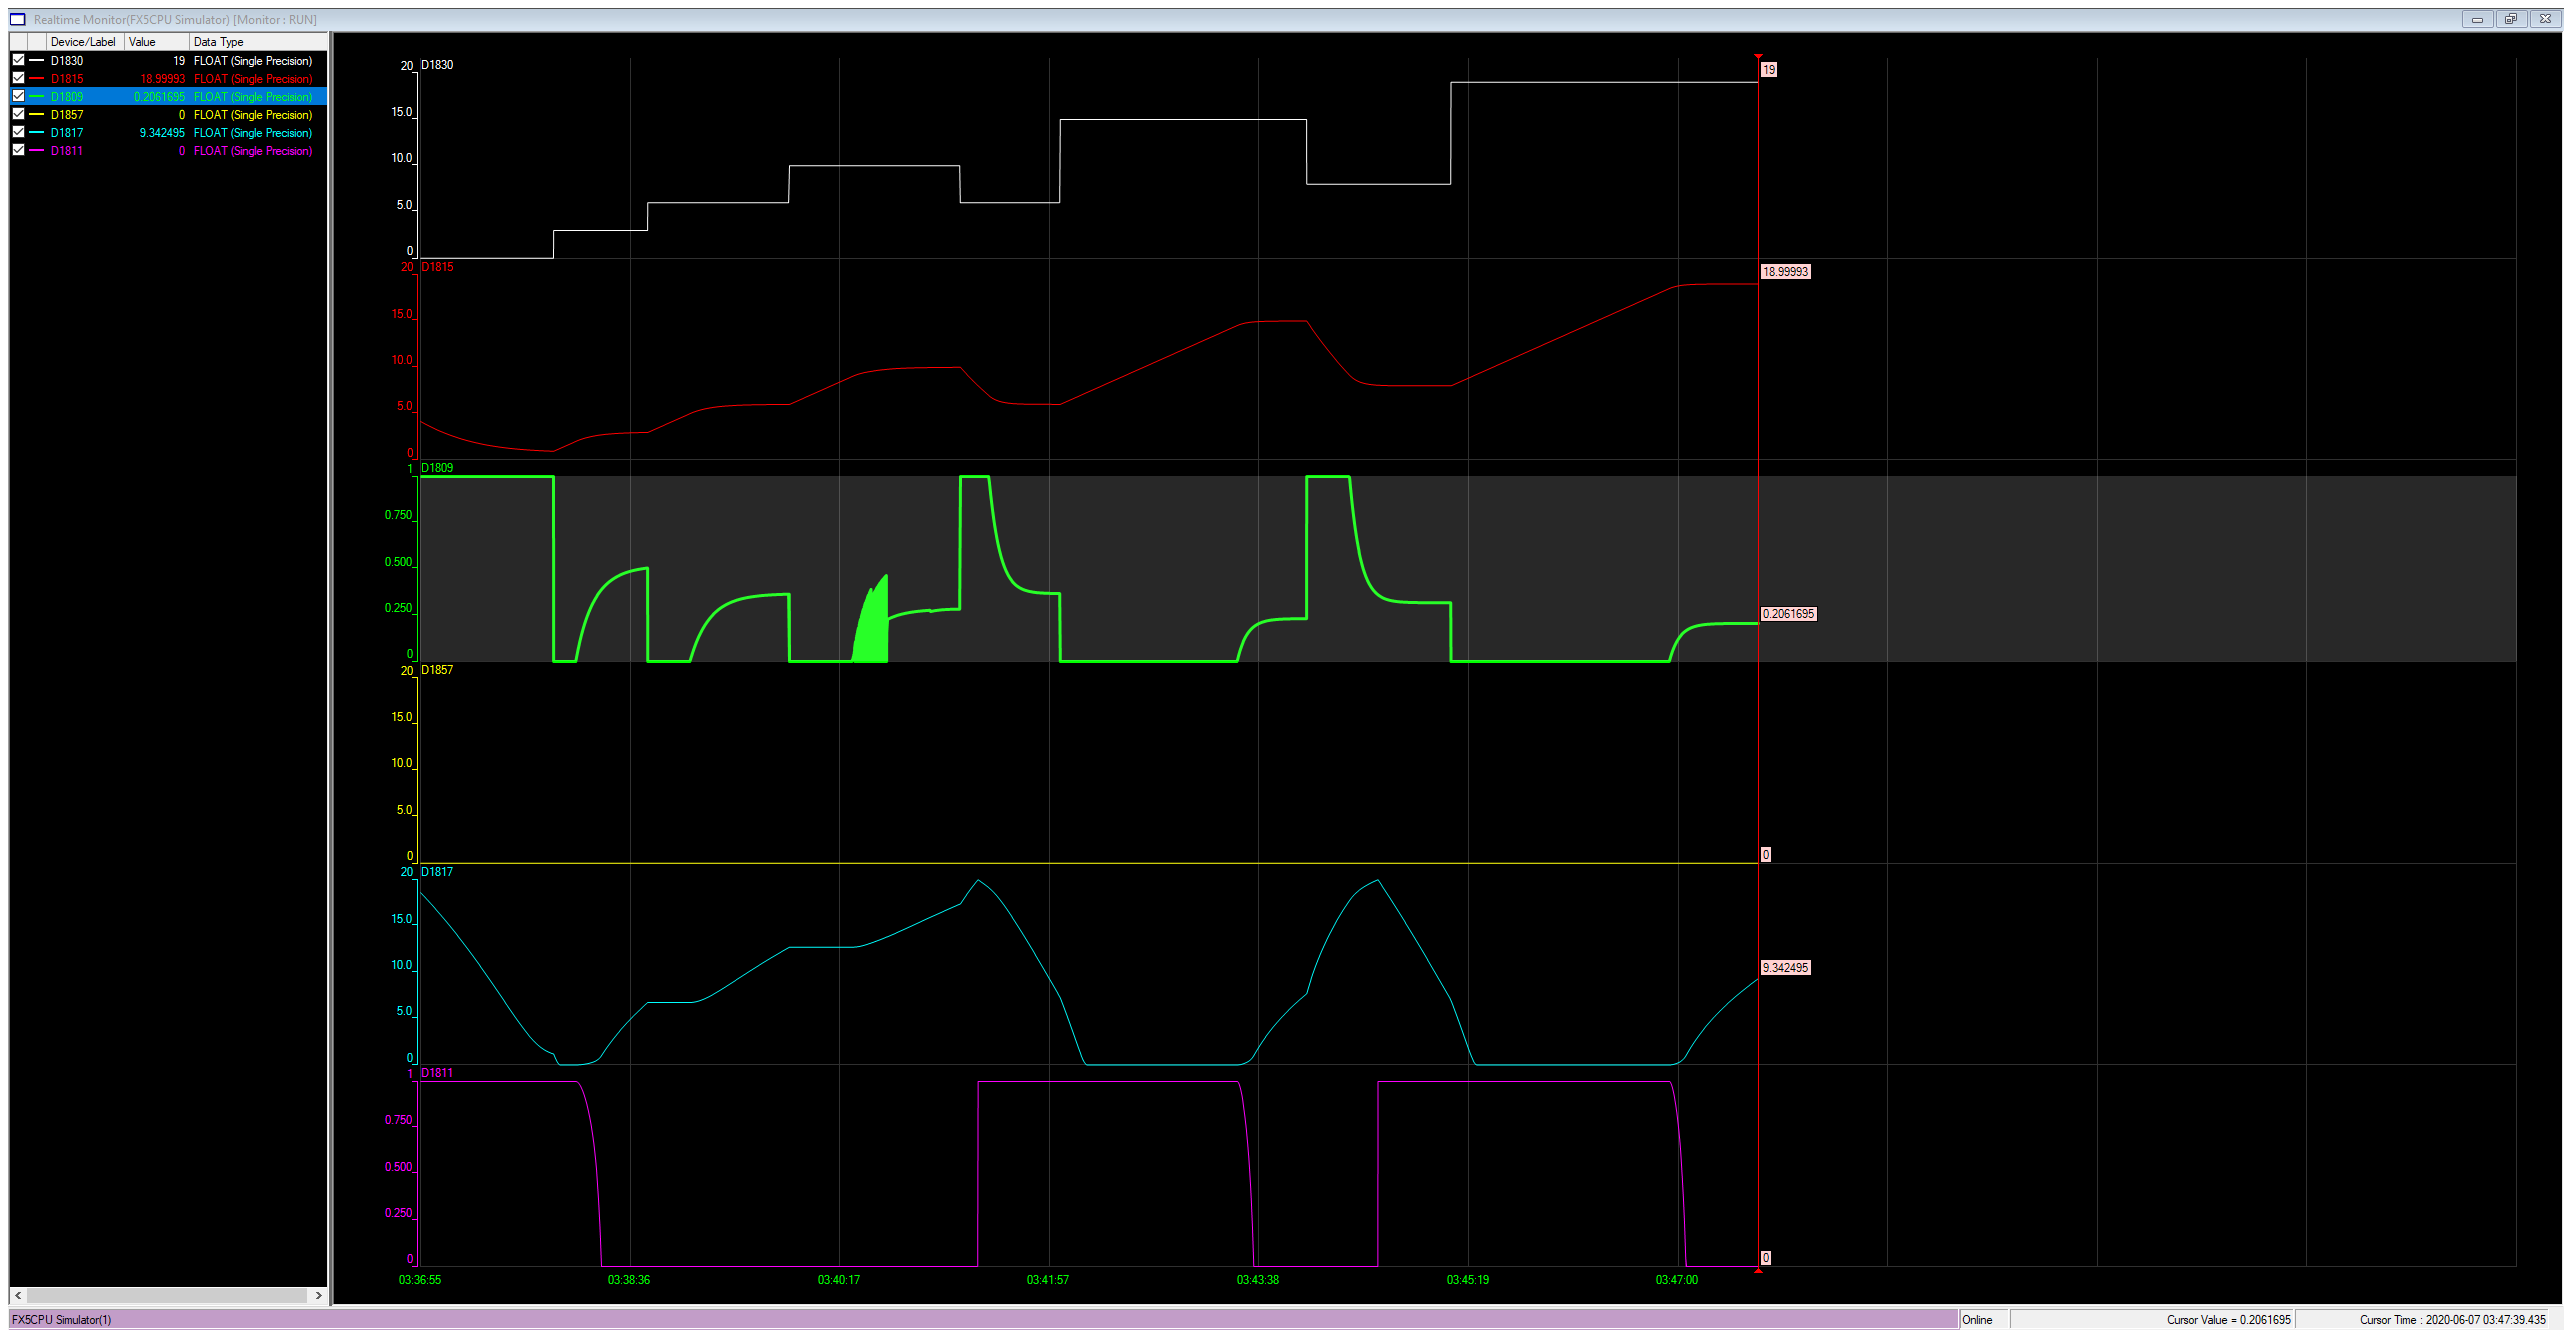 Realtime Monitor(FX5CPU Simulator) [Monitor : RUN]
Device/Label Value Data Type
D1830 19 FLOAT (Single Precision)
D1815 18.99993 FLOAT (Single Precision)
D1809 0.2061695 FLOAT (Single Precision)
D1857 0 FLOAT (Single Precision)
D1817 9.342495 FLOAT (Single Precision)
D1811 0 FLOAT (Single Precision)
20 D1830
19
15.0
10.0
5.0
0
20 D1815
18.99993
15.0
10.0
5.0
0
1 D1809
0.750
0.500
0.250
0.2061695
0
20 D1857
15.0
10.0
5.0
0
0
20 D1817
15.0
10.0
9.342495
5.0
0
1 D1811
0.750
0.500
0.250
0
0
03:36:55 03:38:36 03:40:17 03:41:57 03:43:38 03:45:19 03:47:00
FX5CPU Simulator(1) Online Cursor Value = 0.2061695 Cursor Time : 2020-06-07 03:47:39.435